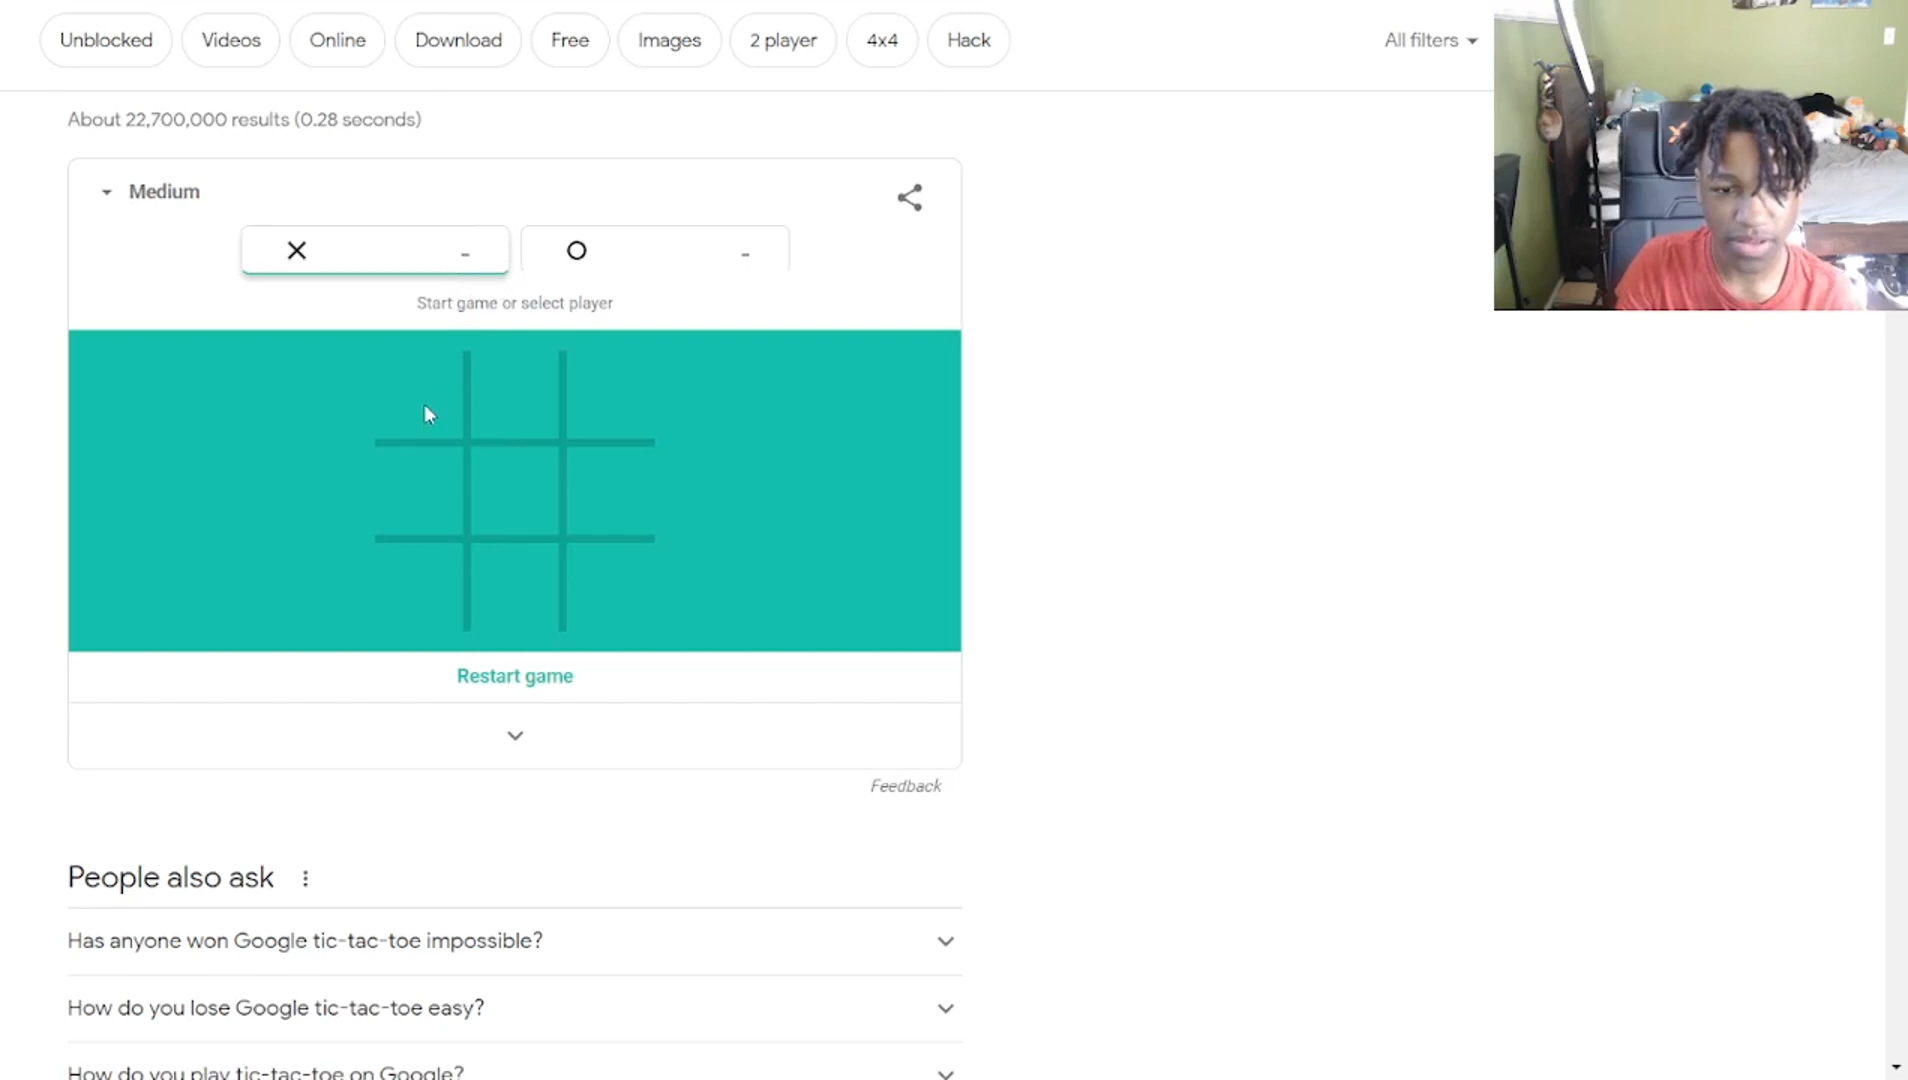 Unblocked Videos Online Download Free Images 2 player 4x4 Hack All filters
About 22,700,000 results (0.28 seconds)
Medium
X - O -
Start game or select player
Restart game
Feedback
People also ask
Has anyone won Google tic-tac-toe impossible?
How do you lose Google tic-tac-toe easy?
How do you play tic-tac-toe on Google?